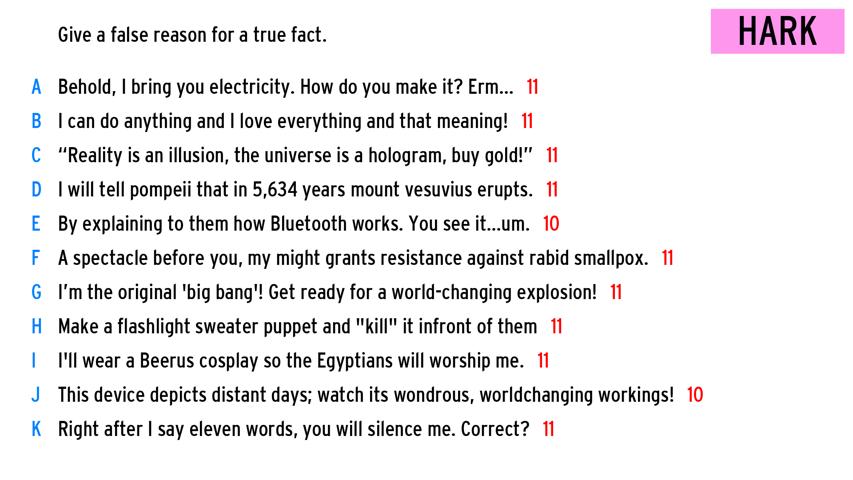 Give a false reason for a true fact.
HARK
A Behold, I bring you electricity. How do you make it? Erm... 11
B I can do anything and I love everything and that meaning! 11
C “Reality is an illusion, the universe is a hologram, buy gold!” 11
D I will tell pompeii that in 5,634 years mount vesuvius erupts. 11
E By explaining to them how Bluetooth works. You see it...um. 10
F A spectacle before you, my might grants resistance against rabid smallpox. 11
G I’m the original 'big bang'! Get ready for a world-changing explosion! 11
H Make a flashlight sweater puppet and "kill" it infront of them 11
I I'll wear a Beerus cosplay so the Egyptians will worship me. 11
J This device depicts distant days; watch its wondrous, worldchanging workings! 10
K Right after I say eleven words, you will silence me. Correct? 11